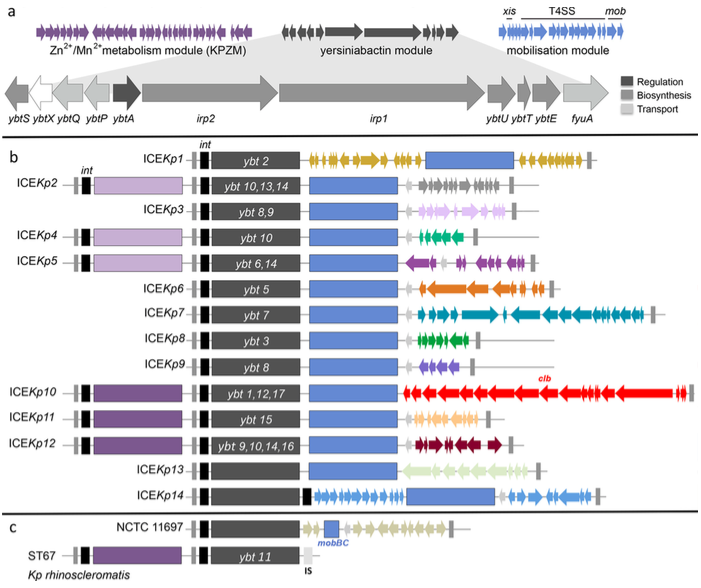 a
xis T4SS mob
Zn2+/Mn2+metabolism module (KPZM) yersiniabactin module mobilisation module
Regulation
Biosynthesis
Transport
ybtS ybtX ybtQ ybtP ybtA irp2 irp1 ybtU ybtT ybtE fyuA
b
int
ICEKp1 ybt 2
int
ICEKp2 ybt 10,13,14
ICEKp3 ybt 8,9
ICEKp4 ybt 10
ICEKp5 ybt 6,14
ICEKp6 ybt 5
ICEKp7 ybt 7
ICEKp8 ybt 3
ICEKp9 ybt 8
clb
ICEKp10 ybt 1,12,17
ICEKp11 ybt 15
ICEKp12 ybt 9,10,14,16
ICEKp13
ICEKp14
c
NCTC 11697
mobBC
ST67 ybt 11
Kp rhinoscleromatis IS